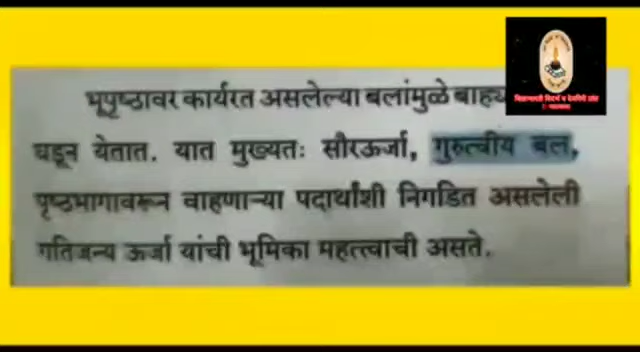 भूपृष्ठावर कार्यरत असलेल्या बलांमुळे बाह्य
घडून येतात. यात मुख्यतः सौरऊर्जा, गुरुत्वीय बल,
पृष्ठभागावरून वाहणाऱ्या पदार्थांशी निगडित असलेली
गतिजन्य ऊर्जा यांची भूमिका महत्त्वाची असते.